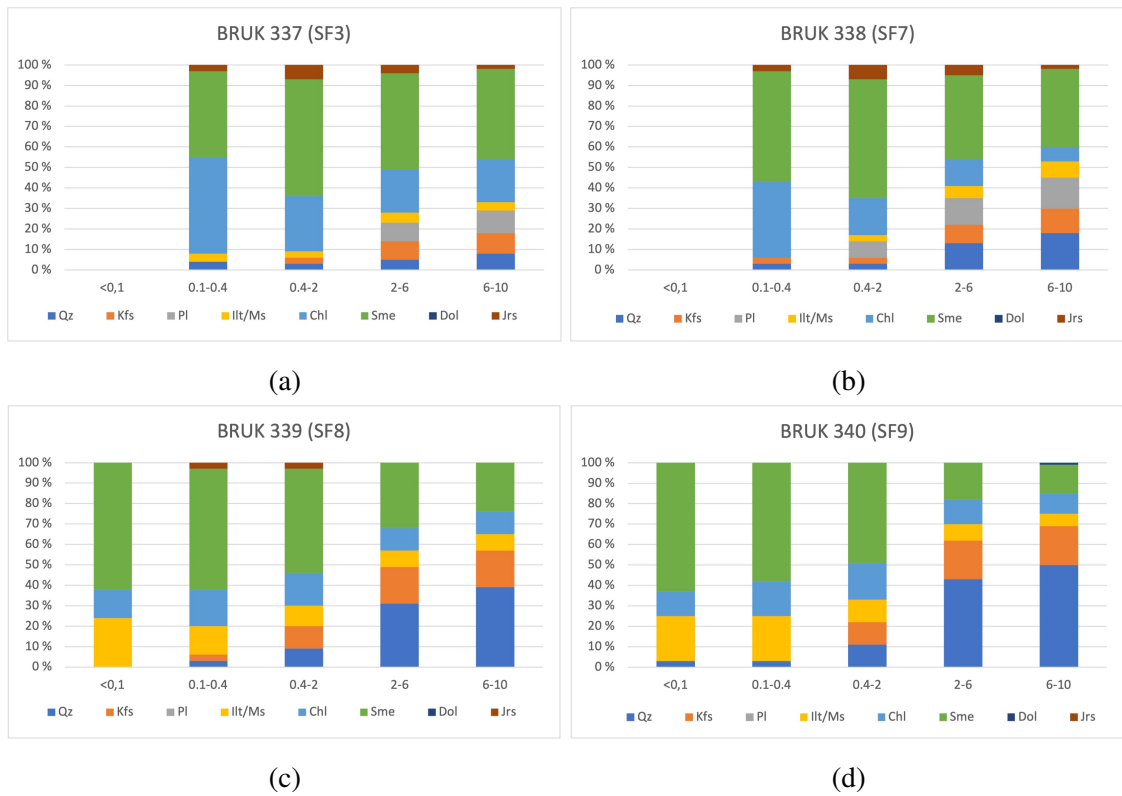 BRUK 337 (SF3)
100 %
90 %
80 %
70 %
60 %
50 %
40 %
30 %
20 %
10 %
0 %
<0,1 0.1-0.4 0.4-2 2-6 6-10
Qz Kfs Pl Ilt/Ms Chl Sme Dol Jrs
(a)
BRUK 338 (SF7)
100 %
90 %
80 %
70 %
60 %
50 %
40 %
30 %
20 %
10 %
0 %
<0,1 0.1-0.4 0.4-2 2-6 6-10
Qz Kfs Pl Ilt/Ms Chl Sme Dol Jrs
(b)
BRUK 339 (SF8)
100 %
90 %
80 %
70 %
60 %
50 %
40 %
30 %
20 %
10 %
0 %
<0,1 0.1-0.4 0.4-2 2-6 6-10
Qz Kfs Pl Ilt/Ms Chl Sme Dol Jrs
(c)
BRUK 340 (SF9)
100 %
90 %
80 %
70 %
60 %
50 %
40 %
30 %
20 %
10 %
0 %
<0,1 0.1-0.4 0.4-2 2-6 6-10
Qz Kfs Pl Ilt/Ms Chl Sme Dol Jrs
(d)